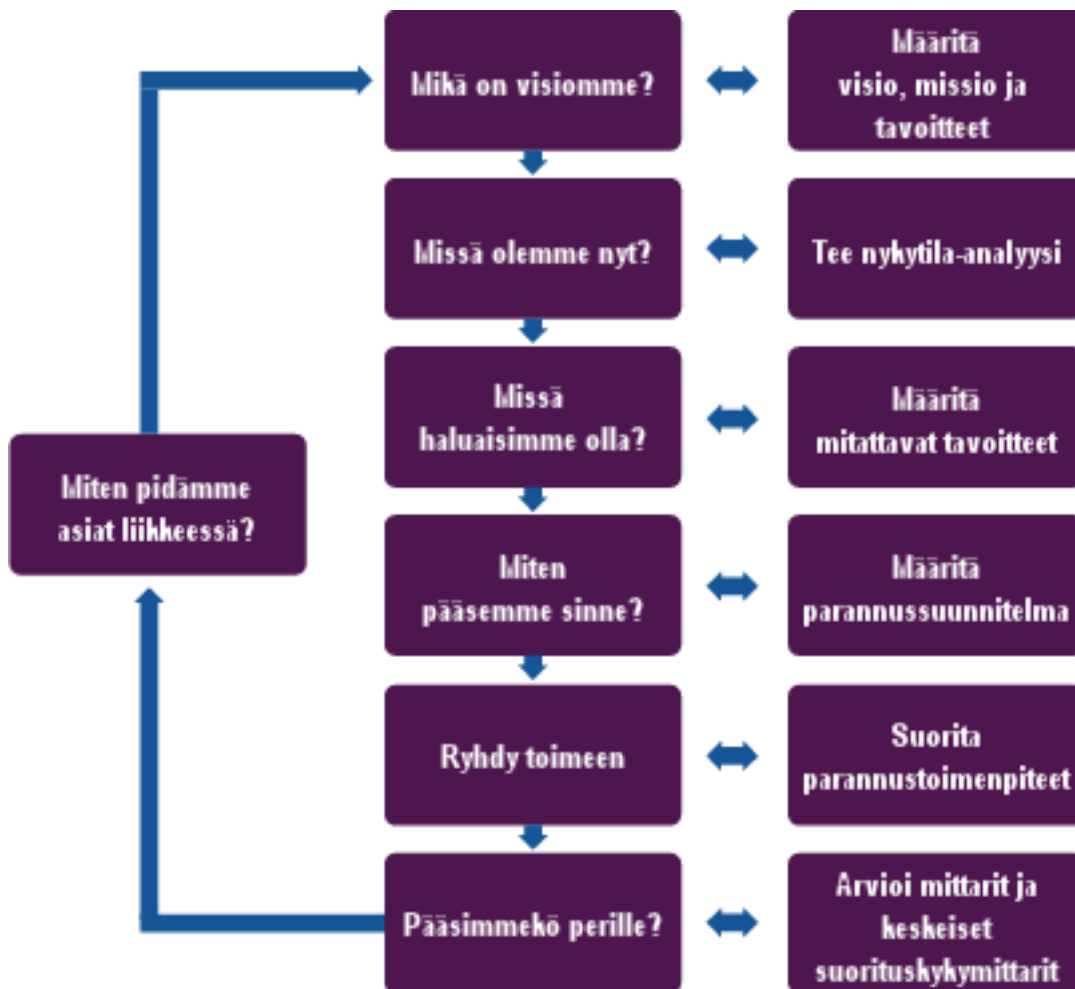 Mikä on visiomme?
Määritä
visio, missio ja
tavoitteet
Missä olemme nyt?
Tee nykytila-analyysi
Missä
haluaisimme olla?
Määritä
mitattavat tavoitteet
Miten pidämme
asiat liikkeessä?
Miten
pääsemme sinne?
Määritä
parannussuunnitelma
Ryhdy toimeen
Suorita
parannustoimenpiteet
Pääsimmekö perille?
Arvioi mittarit ja
keskeiset
suorituskykymittarit